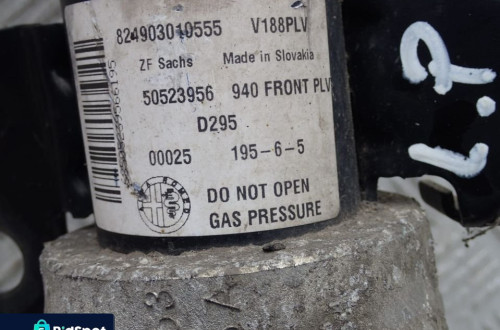 824903010555 V188PLV
ZF Sachs Made in Slovakia
50523956 940 FRONT PLV
D295
00025 195-6-5
DO NOT OPEN
GAS PRESSURE